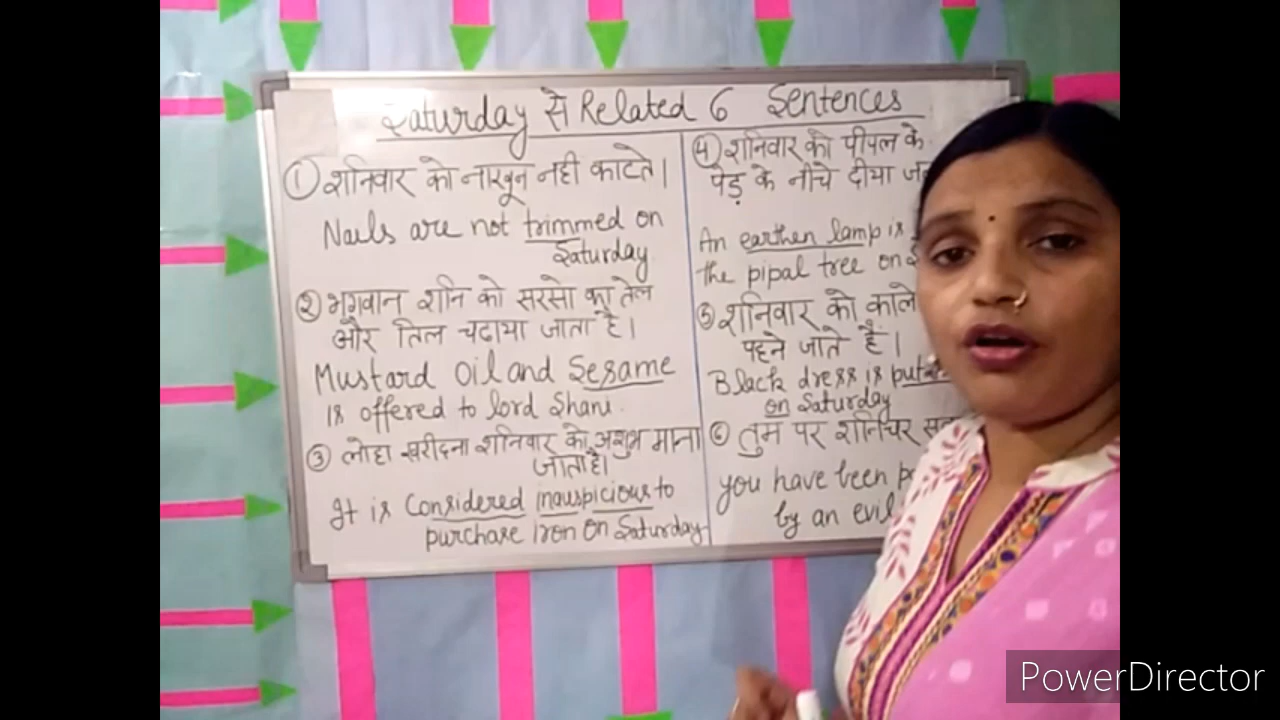 Saturday से Related 6 Sentences
① शनिवार को नाखून नही काटते।
Nails are not trimmed on
Saturday
② भगवान शनि को सरसो का तेल
और तिल चढाया जाता है।
Mustard Oil and Sesame
is offered to lord Shani.
③ लोहा खरीदना शनिवार को अशुभ माना
जाता है।
It is Considered inauspicious to
purchase Iron on Saturday
④ शनिवार को पीपल के
पेड़ के नीचे दीया
An earthen lamp is
the pipal tree on
⑤ शनिवार को काले
पहने जाते हैं।
Black dress is put
on Saturday
⑥ तुम पर शनिचर
you have been
by an evil
PowerDirector